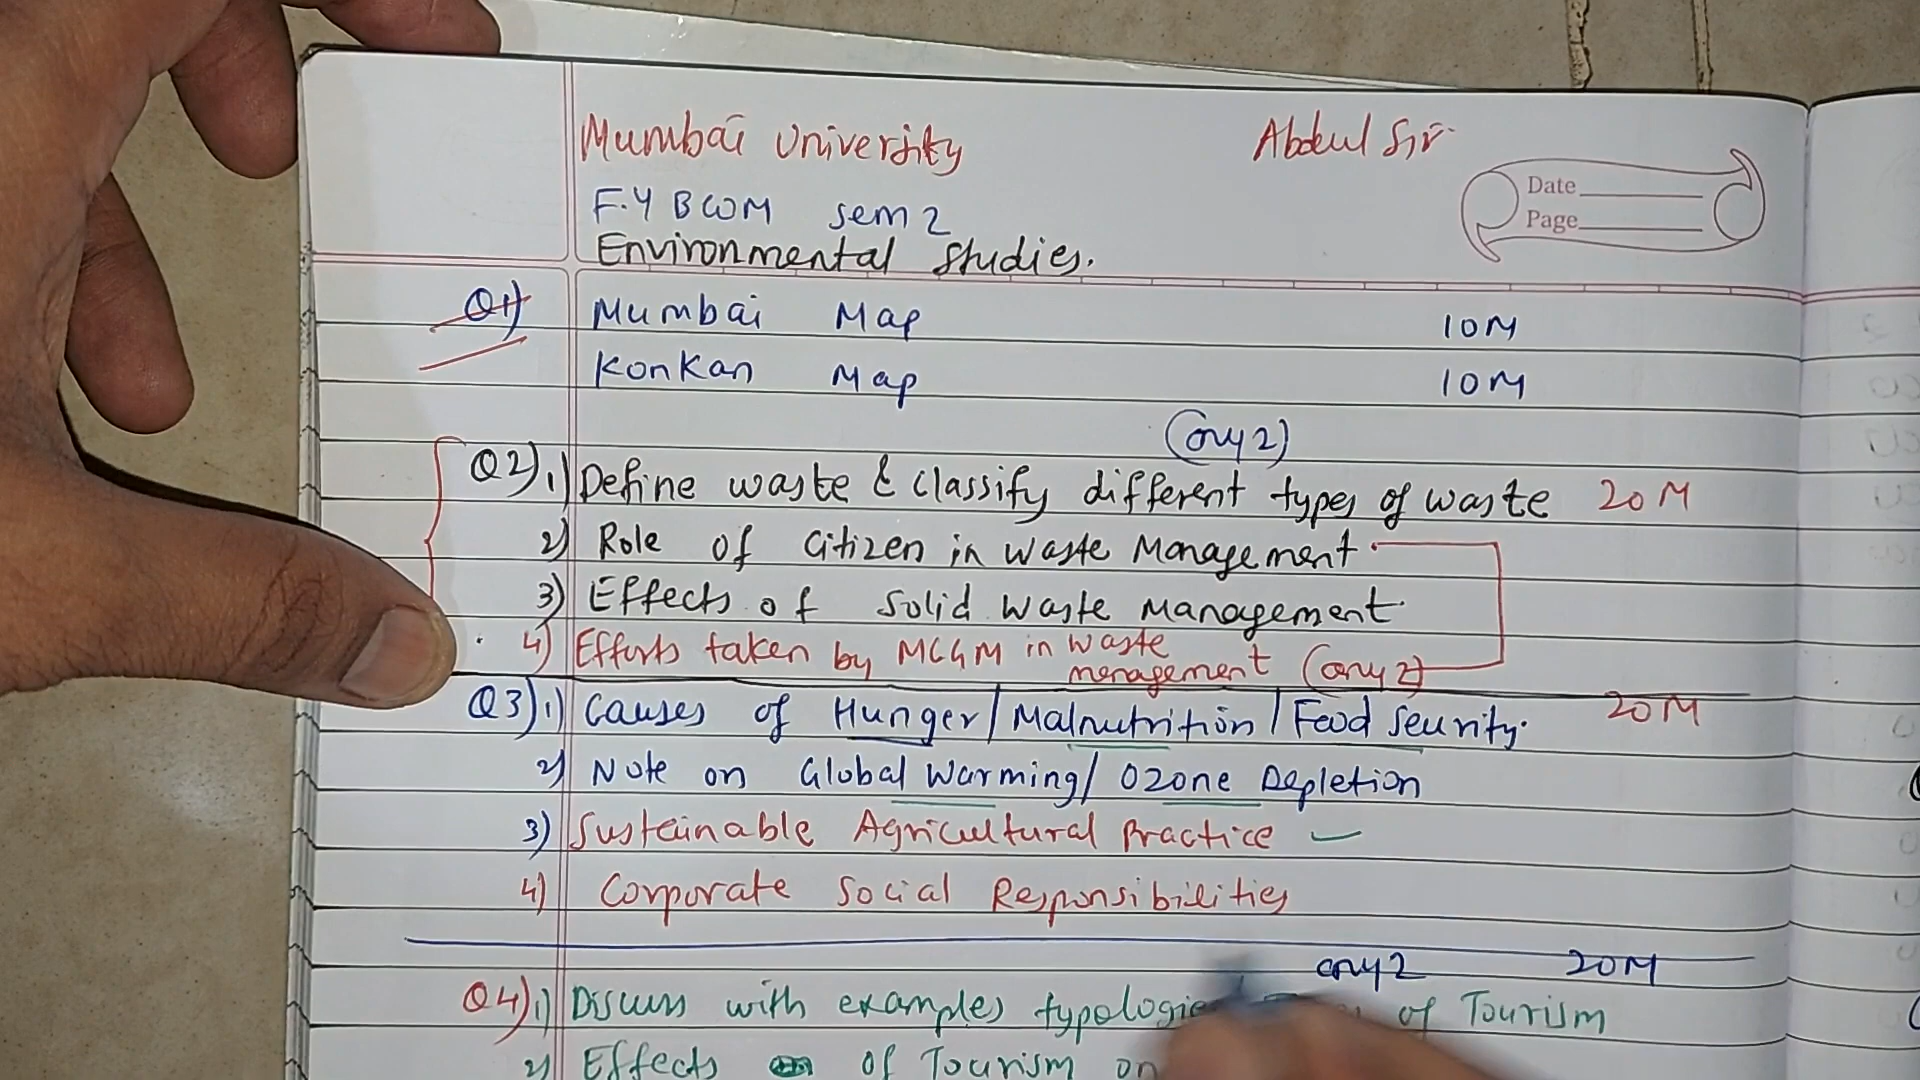 Mumbai University Abdul Sir
Date
Page
F.Y BCOM sem 2
Environmental Studies.
Q1) Mumbai Map 10M
Konkan Map 10M
(any 2)
Q2) 1) Define waste & classify different types of waste 20M
2) Role of Citizen in waste Management.
3) Effects of Solid waste Management.
4) Efforts taken by MCGM in waste
management (any 2)
Q3) 1) Causes of Hunger/Malnutrition/Food Seurity. 20M
2) Note on Global Warming/ Ozone Depletion
3) Sustainable Agricultural Practice
4) Corporate Social Responsibilities
any 2 20M
Q4) 1) Discuss with examples of Tourism
2) Effects of Tourism on